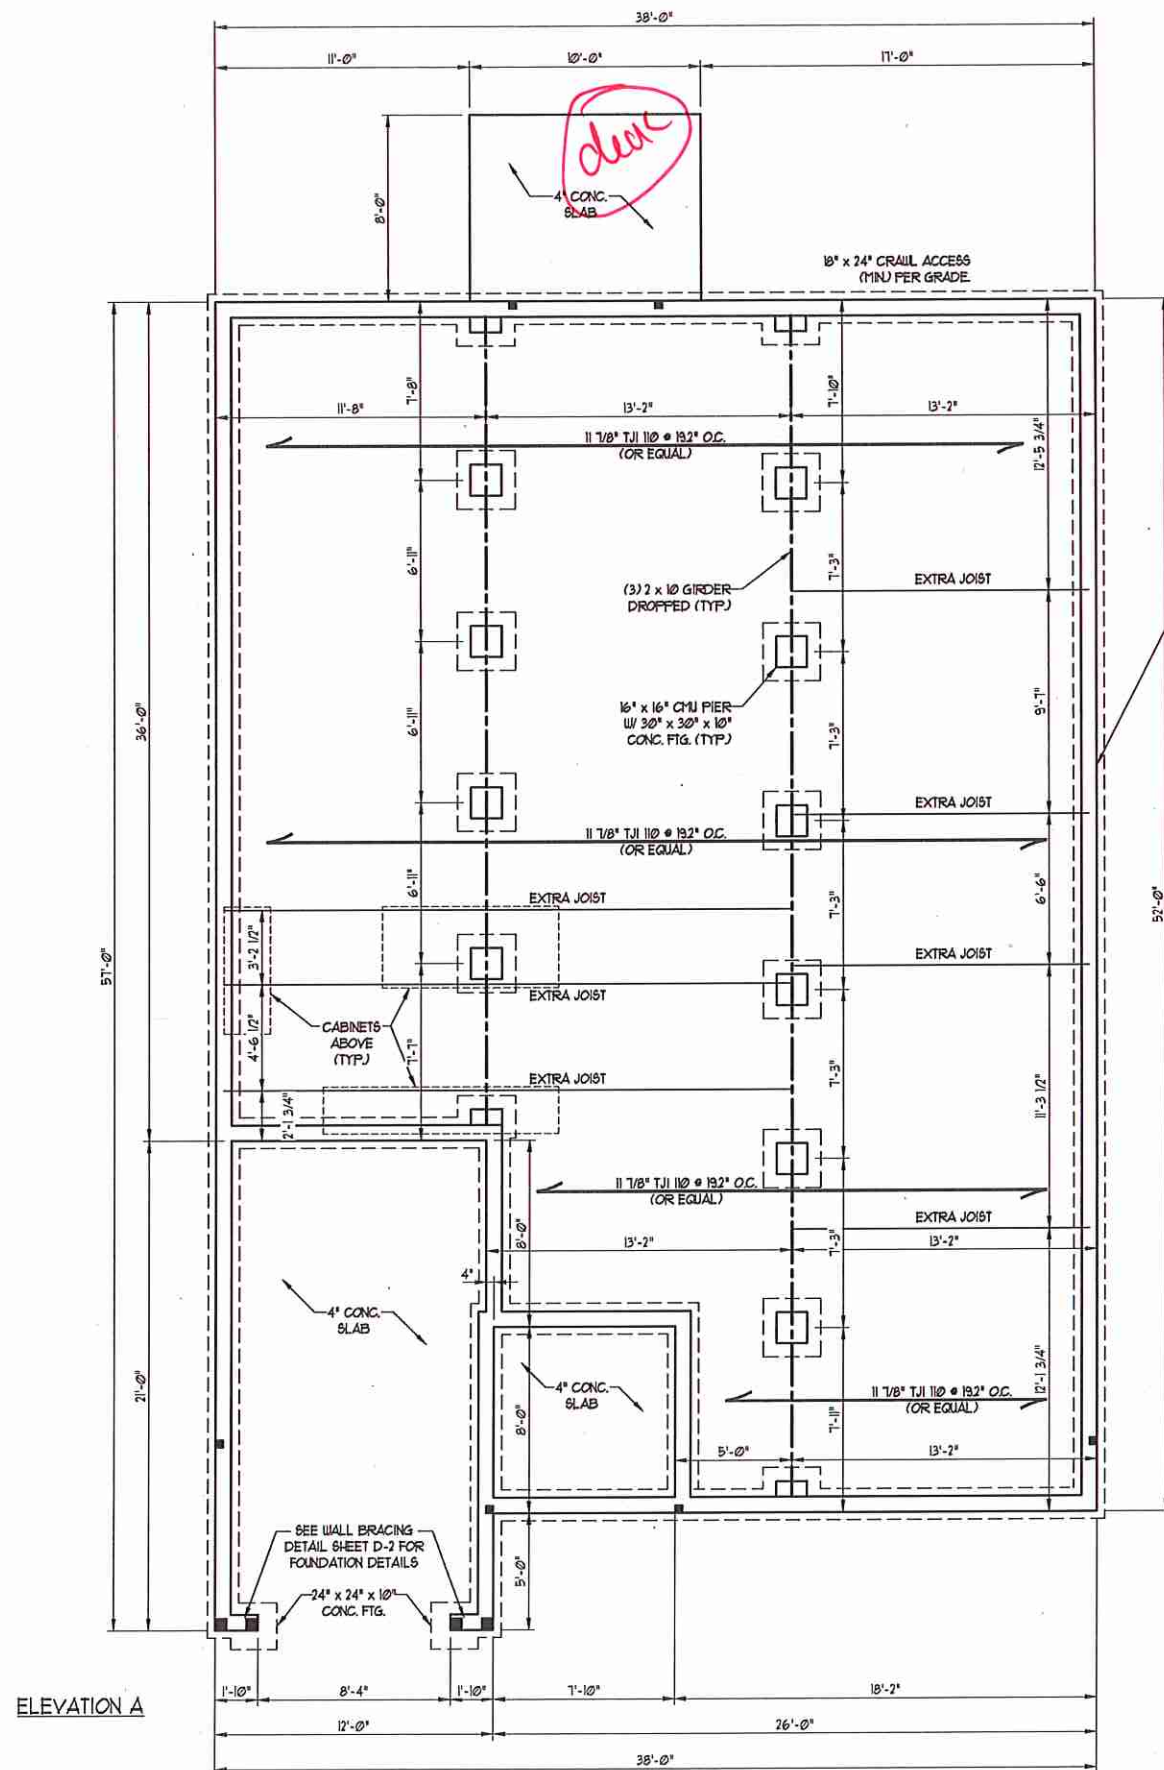 38'-0"
11'-0"
10'-0"
17'-0"
8'-0"
4" CONC.
SLAB
18" x 24" CRAWL ACCESS
(MIN.) PER GRADE
7'-8"
7'-10"
11'-8"
13'-2"
13'-2"
12'-5 3/4"
11 7/8" TJI 110 @ 19.2" O.C.
(OR EQUAL)
6'-11"
7'-3"
EXTRA JOIST
(3) 2 x 10 GIRDER
DROPPED (TYP.)
36'-0"
6'-11"
16" x 16" CMU PIER
W/ 30" x 30" x 10"
CONC. FTG. (TYP.)
7'-3"
9'-7"
EXTRA JOIST
11 7/8" TJI 110 @ 19.2" O.C.
(OR EQUAL)
6'-11"
7'-3"
6'-6"
52'-0"
EXTRA JOIST
57'-0"
3'-2 1/2"
EXTRA JOIST
EXTRA JOIST
4'-6 1/2"
CABINETS
ABOVE
(TYP.)
7'-7"
7'-3"
EXTRA JOIST
2'-1 3/4"
11'-3 1/2"
11 7/8" TJI 110 @ 19.2" O.C.
(OR EQUAL)
EXTRA JOIST
8'-0"
13'-2"
7'-3"
13'-2"
4"
4" CONC.
SLAB
21'-0"
4" CONC.
SLAB
8'-0"
11 7/8" TJI 110 @ 19.2" O.C.
(OR EQUAL)
12'-1 3/4"
7'-11"
5'-0"
13'-2"
SEE WALL BRACING
DETAIL SHEET D-2 FOR
FOUNDATION DETAILS
5'-0"
24" x 24" x 10"
CONC. FTG.
1'-10"
8'-4"
1'-10"
7'-10"
18'-2"
ELEVATION A
12'-0"
26'-0"
38'-0"